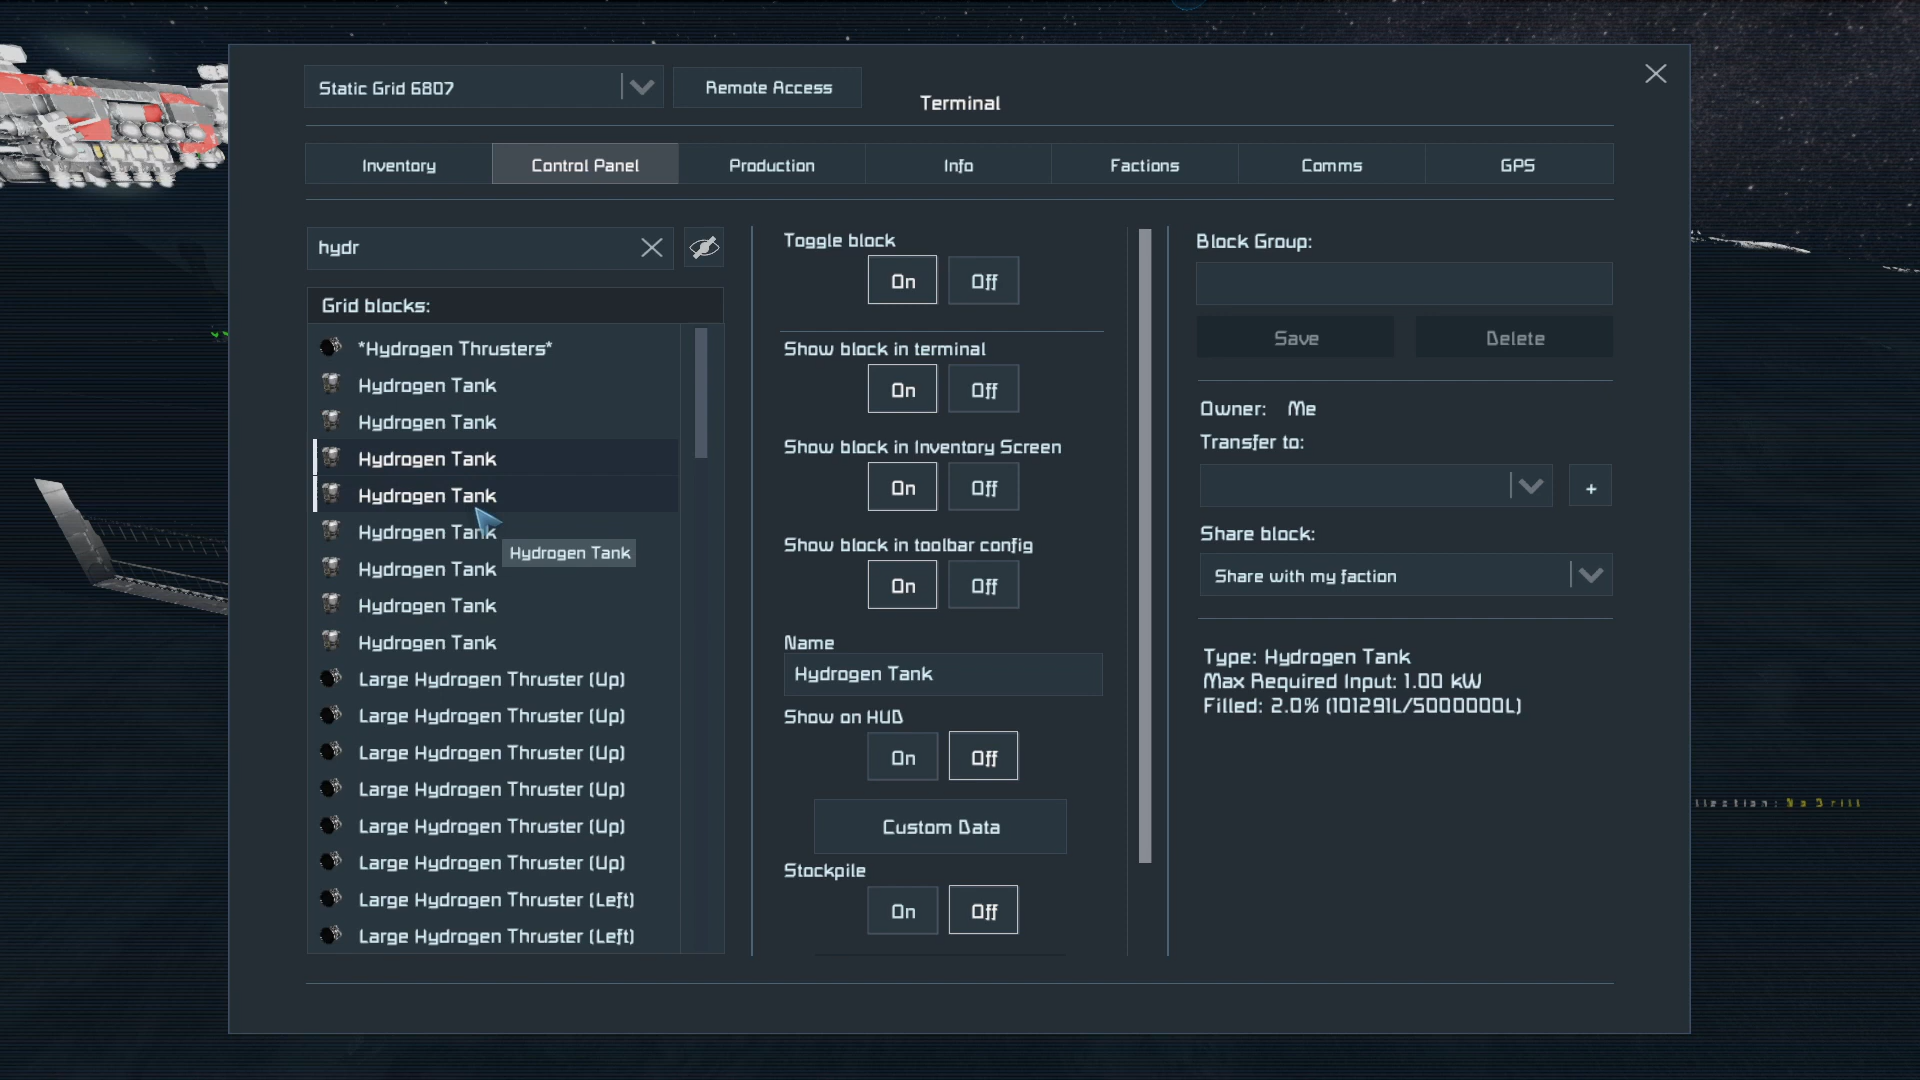 Static Grid 6807
Remote Access
Terminal
Inventory
Control Panel
Production
Info
Factions
Comms
GPS
hydr
Grid blocks:
*Hydrogen Thrusters*
Hydrogen Tank
Hydrogen Tank
Hydrogen Tank
Hydrogen Tank
Hydrogen Tank
Hydrogen Tank
Hydrogen Tank
Hydrogen Tank
Large Hydrogen Thruster (Up)
Large Hydrogen Thruster (Up)
Large Hydrogen Thruster (Up)
Large Hydrogen Thruster (Up)
Large Hydrogen Thruster (Up)
Large Hydrogen Thruster (Up)
Large Hydrogen Thruster (Left)
Large Hydrogen Thruster (Left)
Hydrogen Tank
Toggle block
On Off
Show block in terminal
On Off
Show block in Inventory Screen
On Off
Show block in toolbar config
On Off
Name
Hydrogen Tank
Show on HUD
On Off
Custom Data
Stockpile
On Off
Block Group:
Save
Delete
Owner: Me
Transfer to:
+
Share block:
Share with my faction
Type: Hydrogen Tank
Max Required Input: 1.00 kW
Filled: 2.0% (101291L/5000000L)
No Drill